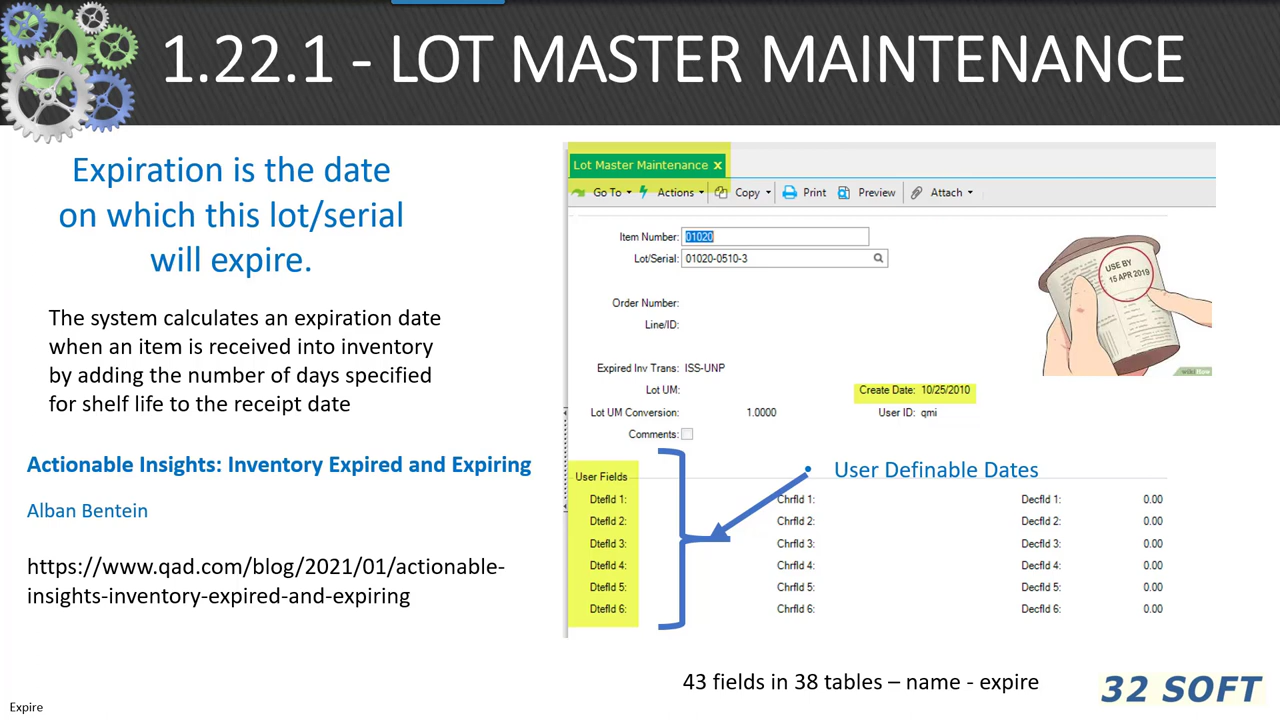 1.22.1 - LOT MASTER MAINTENANCE
Expiration is the date
on which this lot/serial
will expire.
The system calculates an expiration date
when an item is received into inventory
by adding the number of days specified
for shelf life to the receipt date
Actionable Insights: Inventory Expired and Expiring
Alban Bentein
https://www.qad.com/blog/2021/01/actionable-
insights-inventory-expired-and-expiring
Lot Master Maintenance x
Go To Actions Copy Print Preview Attach
Item Number: 01020
Lot/Serial: 01020-0510-3
Order Number:
Line/ID:
Expired Inv Trans: ISS-UNP
Lot UM: Create Date: 10/25/2010
Lot UM Conversion: 1.0000 User ID: qmi
Comments:
USE BY
15 APR 2019
wikiHow
User Definable Dates
User Fields
Dtefld 1: Chrfld 1: Decfld 1: 0.00
Dtefld 2: Chrfld 2: Decfld 2: 0.00
Dtefld 3: Chrfld 3: Decfld 3: 0.00
Dtefld 4: Chrfld 4: Decfld 4: 0.00
Dtefld 5: Chrfld 5: Decfld 5: 0.00
Dtefld 6: Chrfld 6: Decfld 6: 0.00
43 fields in 38 tables – name - expire
32 SOFT
Expire